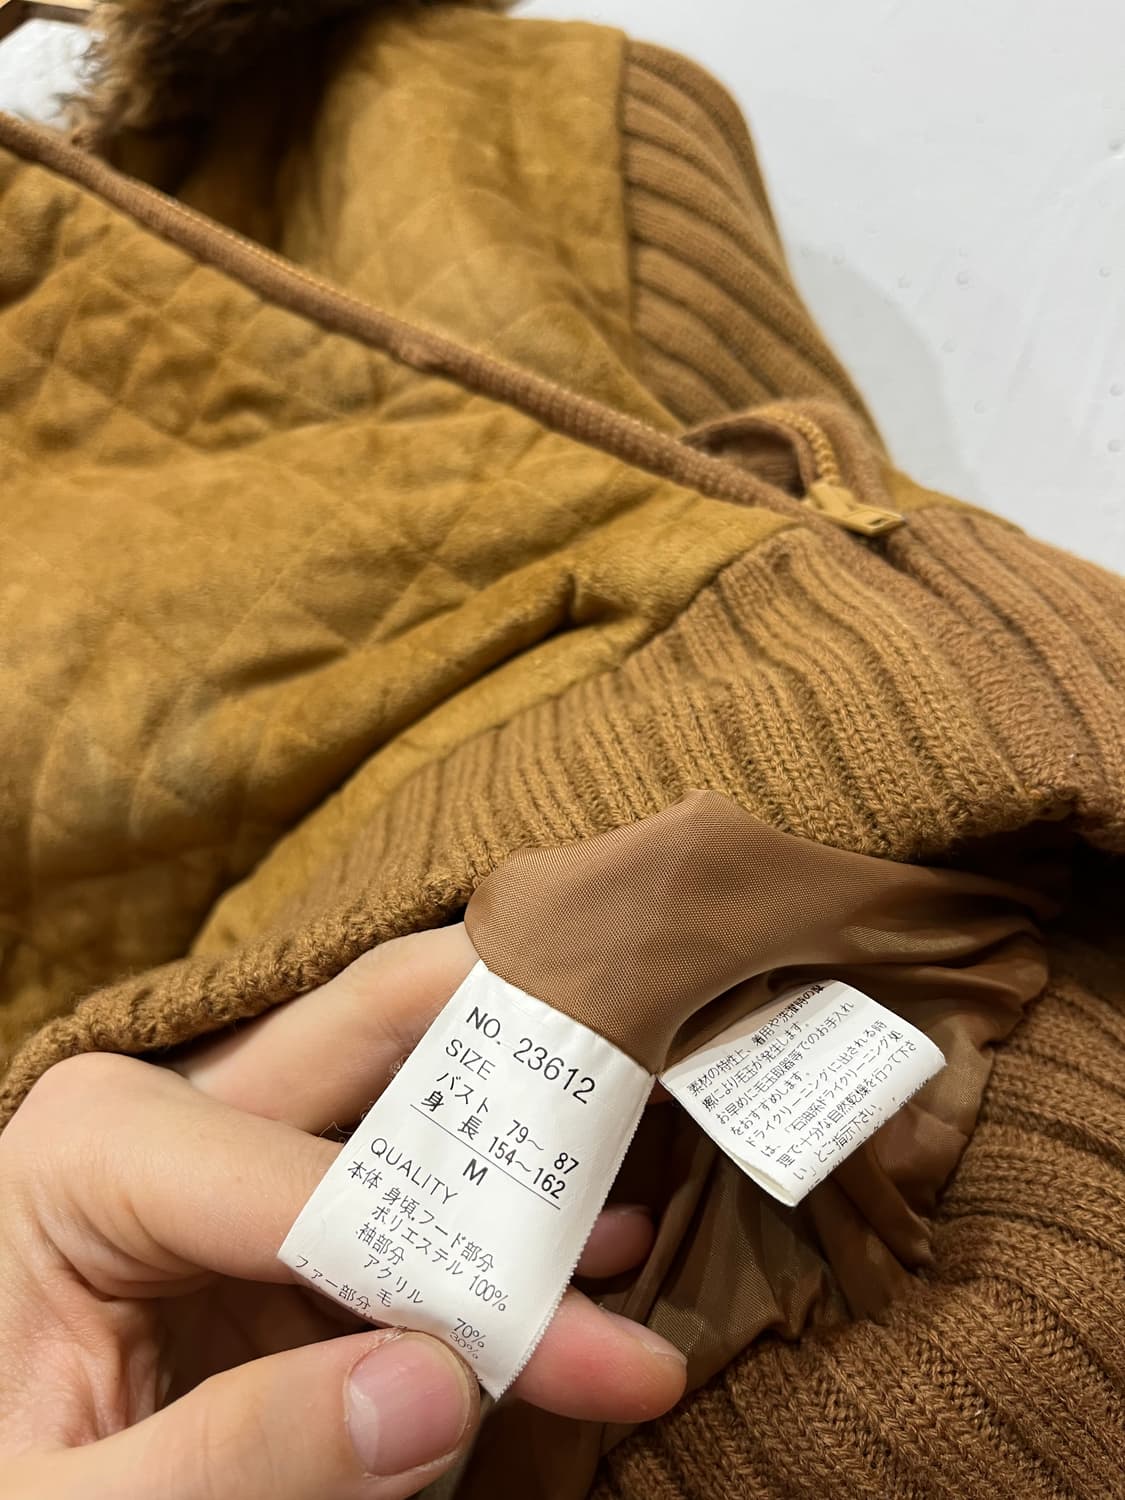 NO. 23612
SIZE
バスト 79～ 87
身 長 154～162
M
QUALITY
本体 身頃,フード部分
ポリエステル 100%
袖部分
アクリル 70%
毛 30%
ファー部分
素材の特性上、着用や洗濯時の摩
擦により毛玉が発生します。
お早めに毛玉取器等でのお手入れ
をおすすめします。
ドライクリーニングに出される時
は、「石油系ドライクリーニング処
理で十分な自然乾燥を行って下さ
い」とご指示下さい。